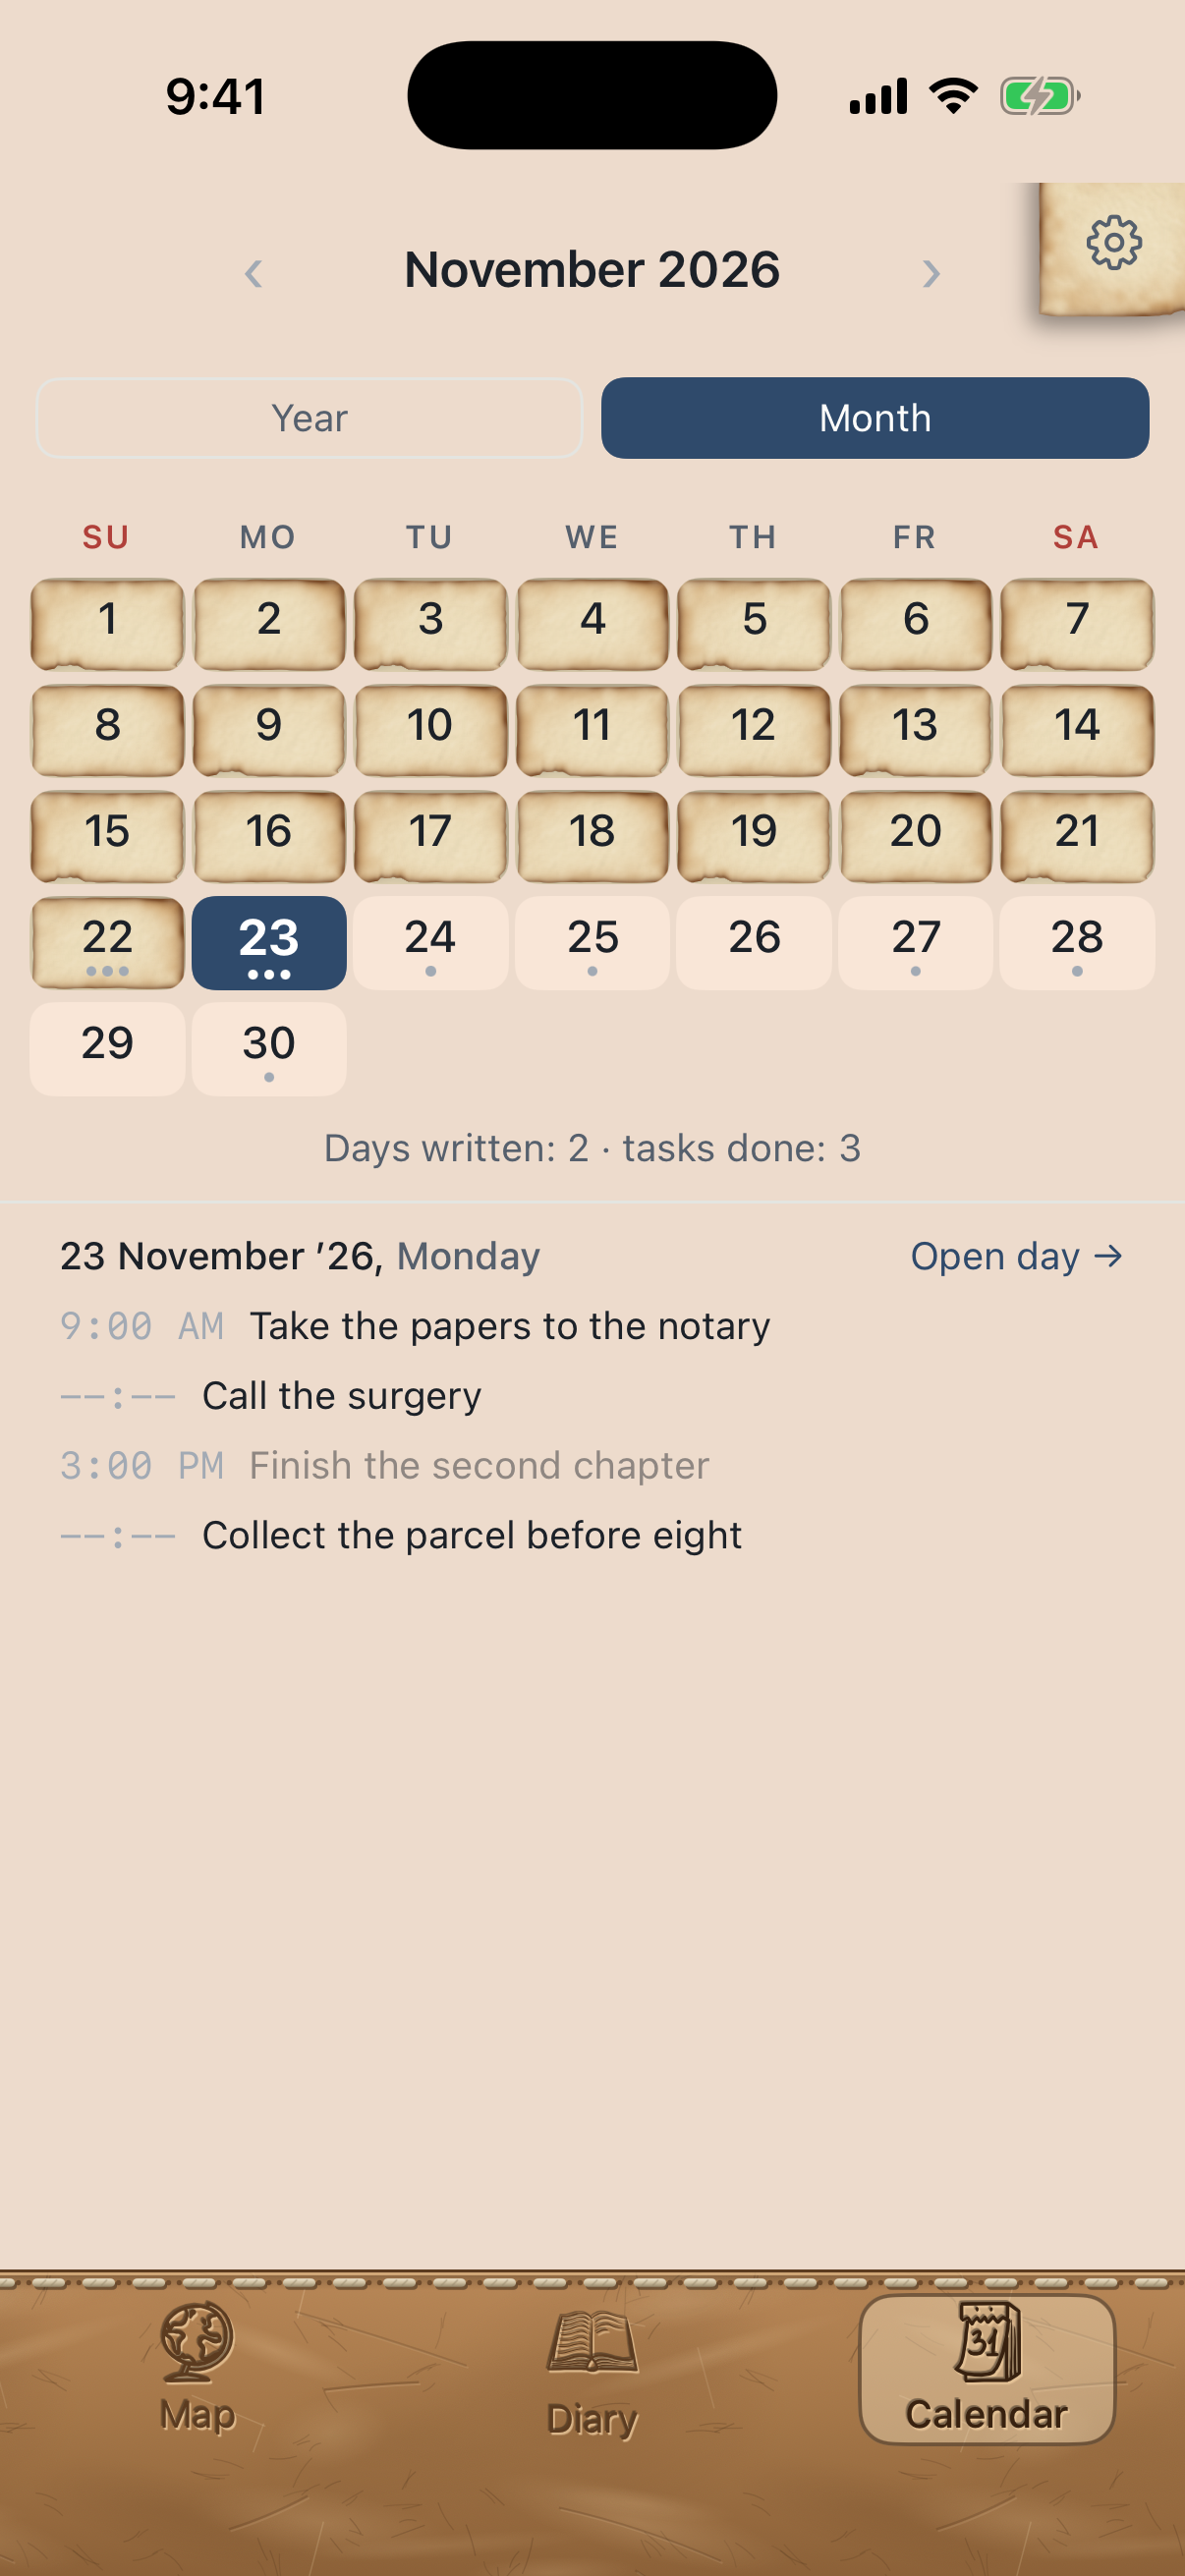 9:41
‹ November 2026 ›
Year Month
SU MO TU WE TH FR SA
1 2 3 4 5 6 7
8 9 10 11 12 13 14
15 16 17 18 19 20 21
22 23 24 25 26 27 28
29 30
Days written: 2 · tasks done: 3
23 November ’26, Monday Open day →
9:00 AM Take the papers to the notary
––:–– Call the surgery
3:00 PM Finish the second chapter
––:–– Collect the parcel before eight
31
Map Diary Calendar